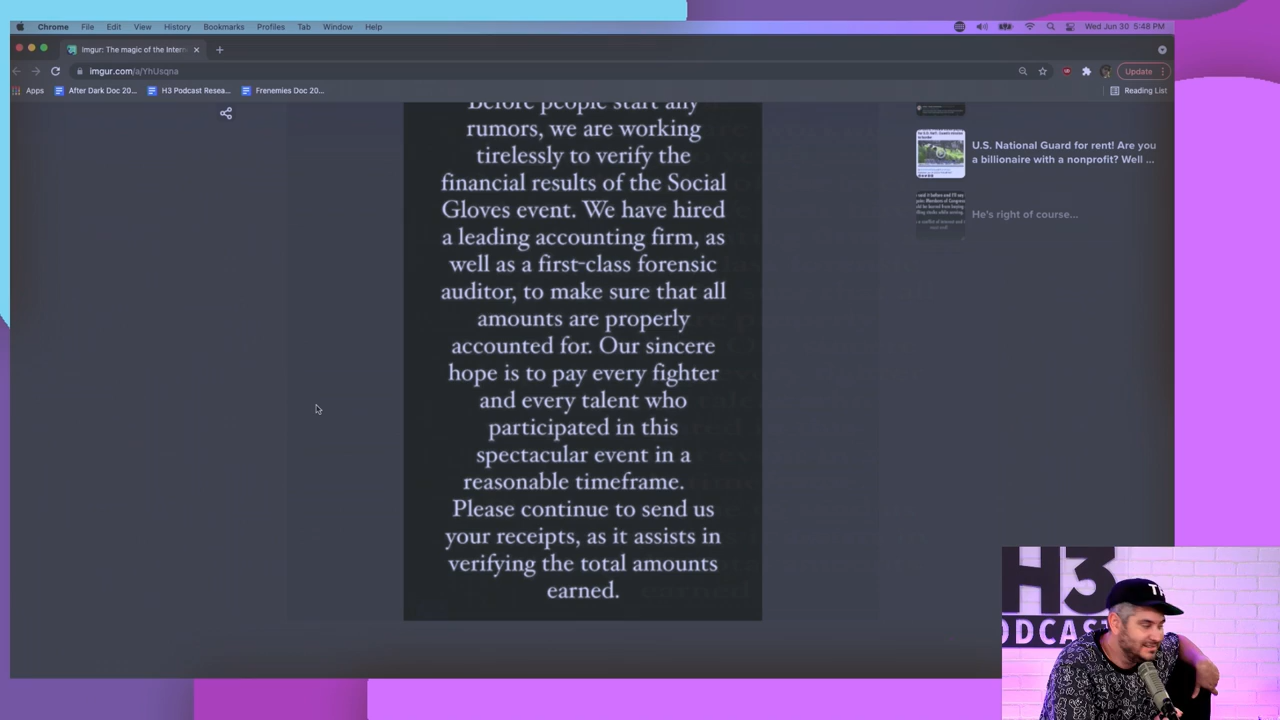 Chrome File Edit View History Bookmarks Profiles Tab Window Help
Wed Jun 30 5:48 PM
Imgur: The magic of the Intern
imgur.com/a/YhUsqna
Update
Apps After Dark Doc 20... H3 Podcast Resea... Frenemies Doc 20...
Reading List
Before people start any
rumors, we are working
tirelessly to verify the
financial results of the Social
Gloves event. We have hired
a leading accounting firm, as
well as a first-class forensic
auditor, to make sure that all
amounts are properly
accounted for. Our sincere
hope is to pay every fighter
and every talent who
participated in this
spectacular event in a
reasonable timeframe.
Please continue to send us
your receipts, as it assists in
verifying the total amounts
earned.
U.S. National Guard for rent! Are you
a billionaire with a nonprofit? Well ...
He's right of course...
H3
PODCAS